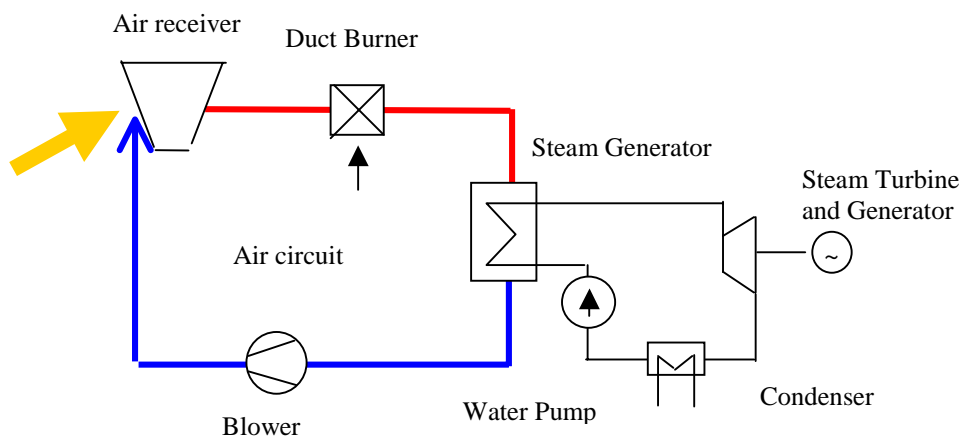 Air receiver
Duct Burner
Steam Generator
Steam Turbine
and Generator
~
Air circuit
Blower
Water Pump
Condenser